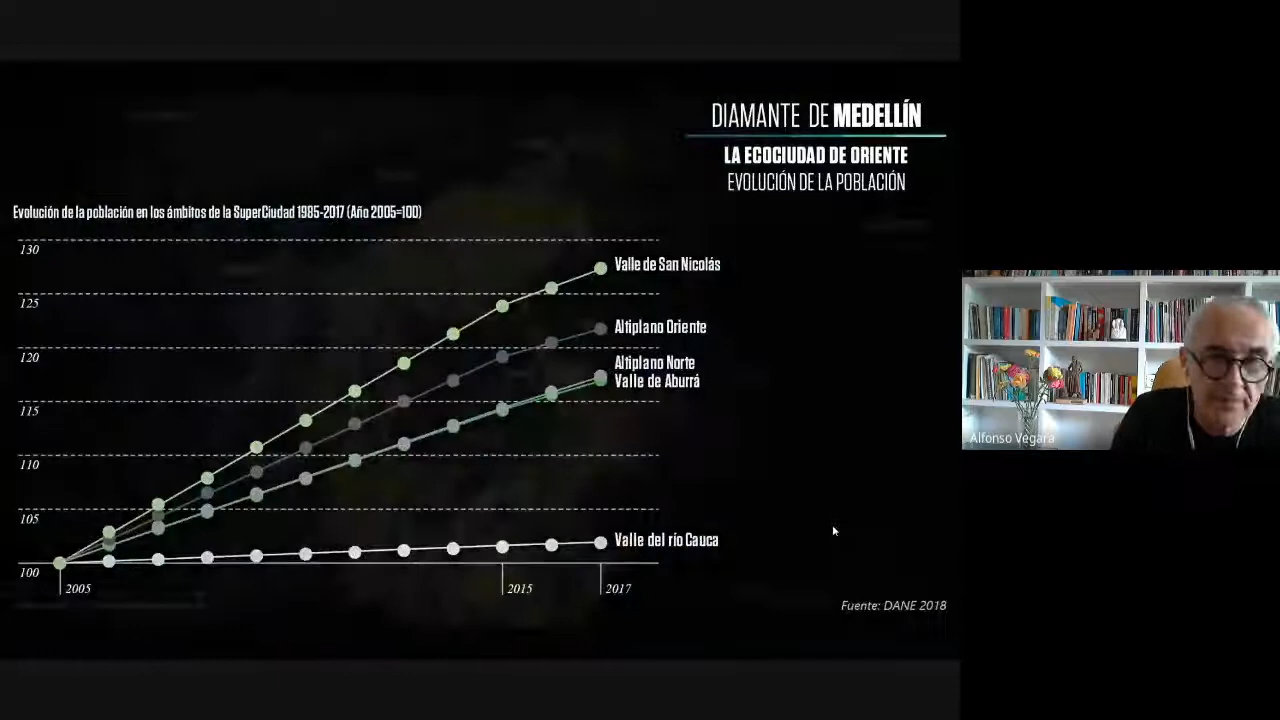 DIAMANTE DE MEDELLÍN
LA ECOCIUDAD DE ORIENTE
EVOLUCIÓN DE LA POBLACIÓN
Evolución de la población en los ámbitos de la SuperCiudad 1985-2017 (Año 2005=100)
130
Valle de San Nicolás
125
Altiplano Oriente
120
Altiplano Norte
Valle de Aburrá
115
110
105
Valle del río Cauca
100
2005
2015
2017
Fuente: DANE 2018
Alfonso Vegara